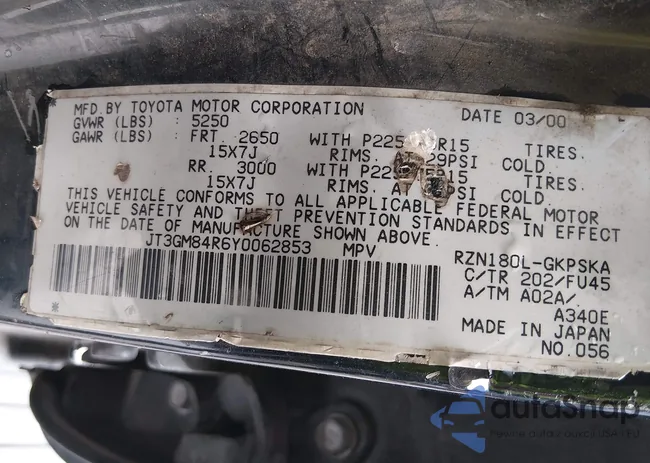 MFD. BY TOYOTA MOTOR CORPORATION DATE 03/00
GVWR (LBS) : 5250
GAWR (LBS) : FRT. 2650 WITH P225 R15 TIRES.
15X7J RIMS. 29PSI COLD.
RR. 3000 WITH P22 15 TIRES.
15X7J RIMS. A SI COLD.
THIS VEHICLE CONFORMS TO ALL APPLICABLE FEDERAL MOTOR
VEHICLE SAFETY AND THEFT PREVENTION STANDARDS IN EFFECT
ON THE DATE OF MANUFACTURE SHOWN ABOVE.
JT3GM84R6Y0062853 MPV
RZN180L-GKPSKA
C/TR 202/FU45
A/TM A02A/
A340E
MADE IN JAPAN
NO.056
autoSnap